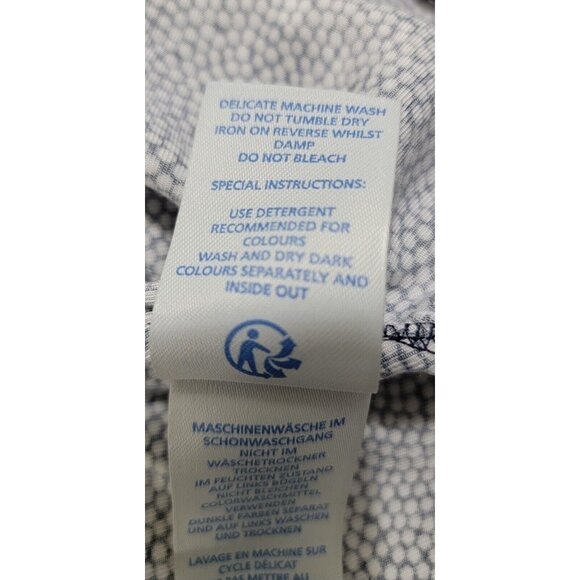 DELICATE MACHINE WASH
DO NOT TUMBLE DRY
IRON ON REVERSE WHILST
DAMP
DO NOT BLEACH
SPECIAL INSTRUCTIONS:
USE DETERGENT
RECOMMENDED FOR
COLOURS
WASH AND DRY DARK
COLOURS SEPARATELY AND
INSIDE OUT
MASCHINENWÄSCHE IM
SCHONWASCHGANG
NICHT IM
WÄSCHETROCKNER
TROCKNEN
IM FEUCHTEN ZUSTAND
AUF LINKS BÜGELN
NICHT BLEICHEN
COLORWASCHMITTEL
VERWENDEN
DUNKLE FARBEN SEPARAT
UND AUF LINKS WASCHEN
UND TROCKNEN
LAVAGE EN MACHINE SUR
CYCLE DÉLICAT
PAS METTRE AU